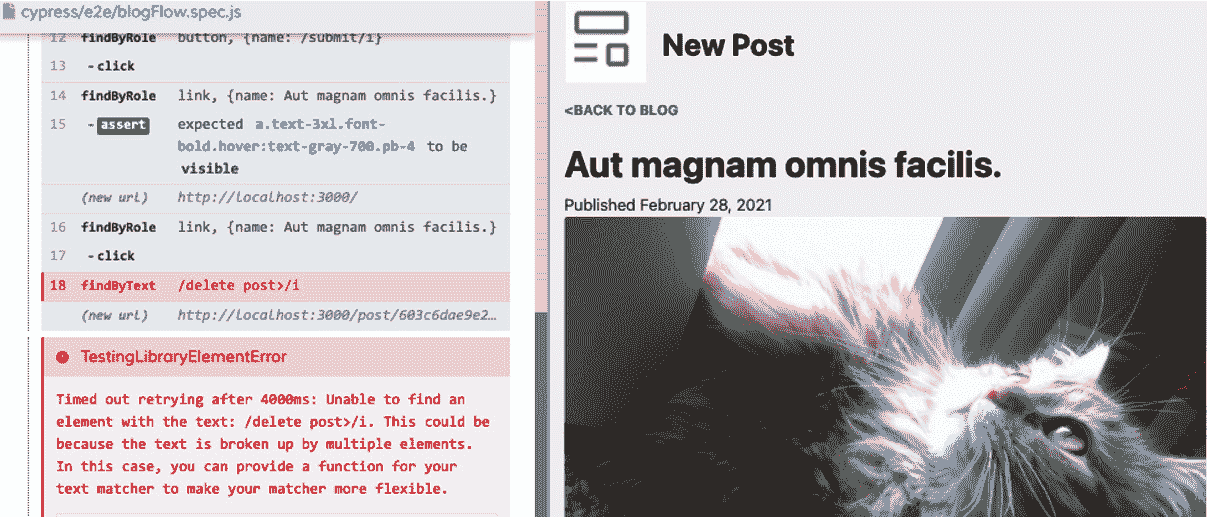 cypress/e2e/blogFlow.spec.js
12 findByRole button, {name: /submit/i}
13 -click
14 findByRole link, {name: Aut magnam omnis facilis.}
15 -assert expected a.text-3xl.font-
bold.hover:text-gray-700.pb-4 to be
visible
(new url) http://localhost:3000/
16 findByRole link, {name: Aut magnam omnis facilis.}
17 -click
18 findByText /delete post>/i
(new url) http://localhost:3000/post/603c6dae9e2…
TestingLibraryElementError
Timed out retrying after 4000ms: Unable to find an
element with the text: /delete post>/i. This could be
because the text is broken up by multiple elements.
In this case, you can provide a function for your
text matcher to make your matcher more flexible.
New Post
<BACK TO BLOG
Aut magnam omnis facilis.
Published February 28, 2021